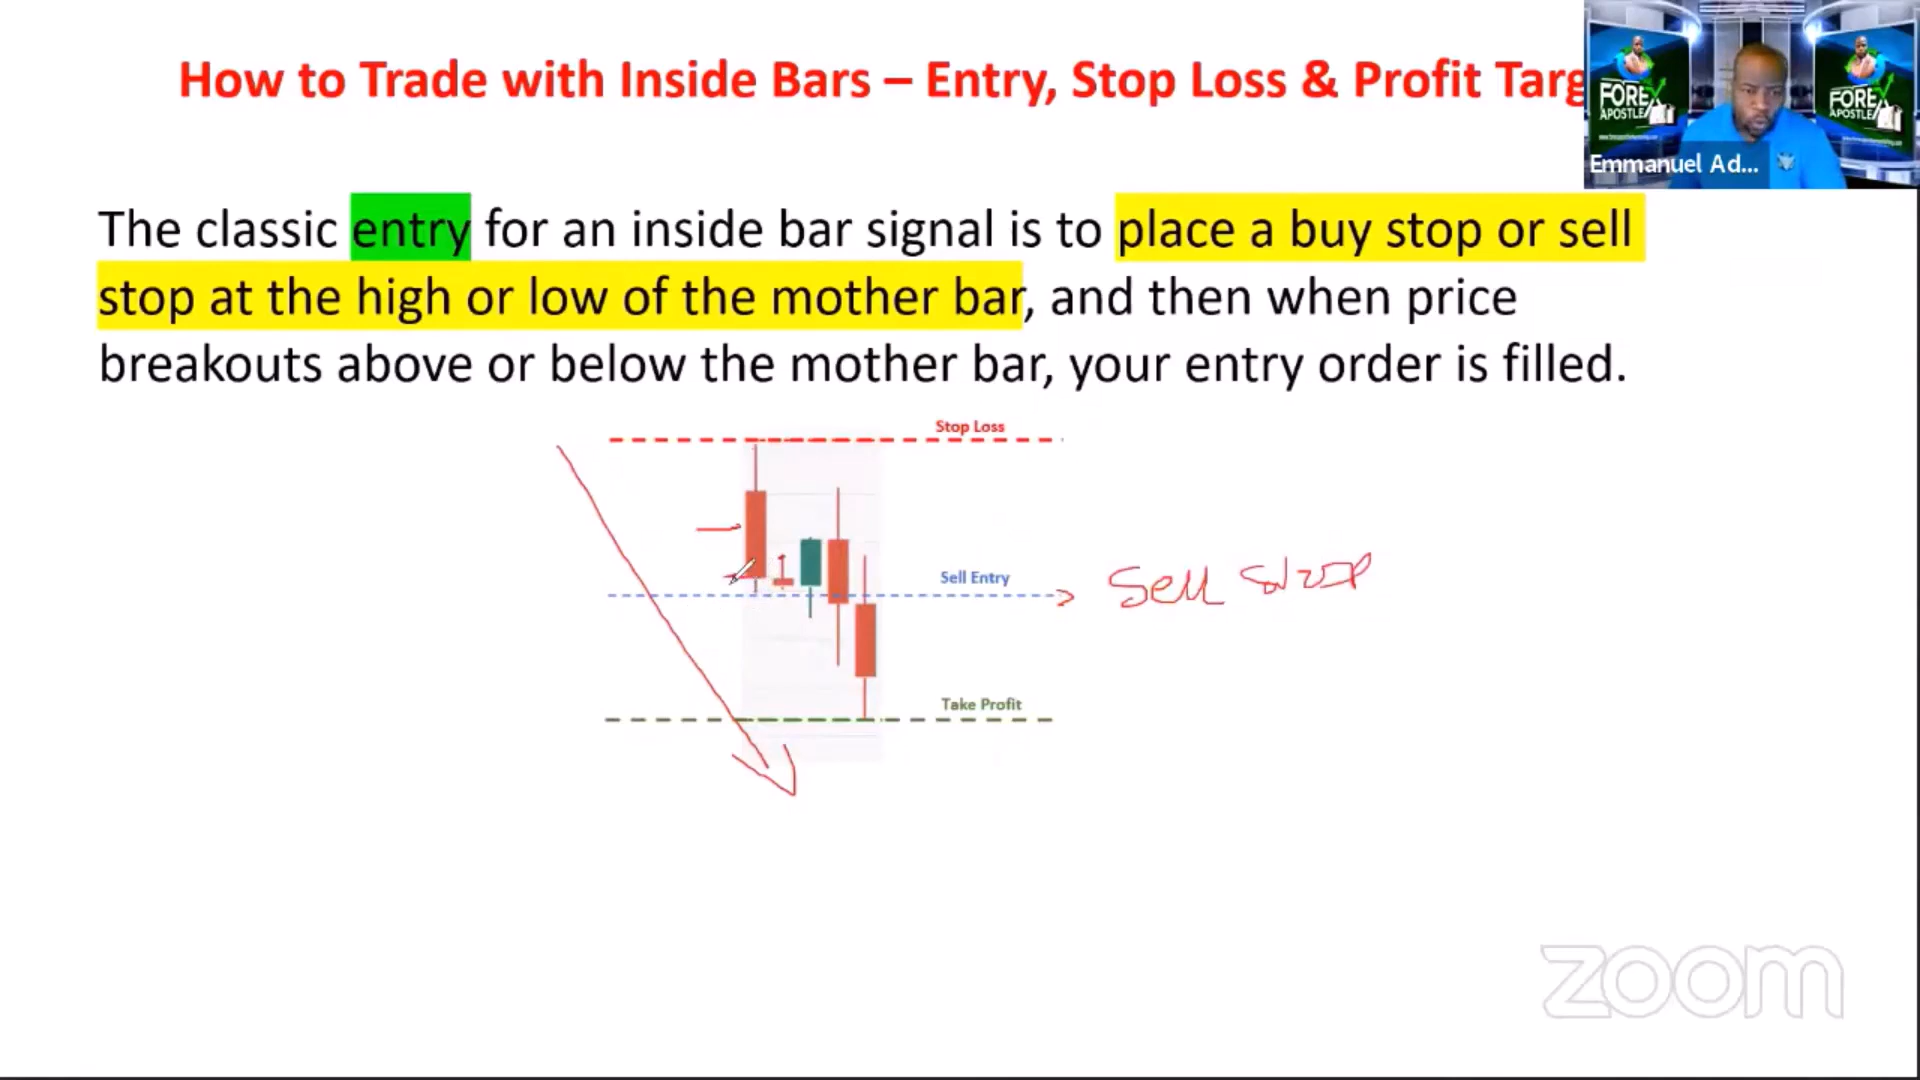 How to Trade with Inside Bars – Entry, Stop Loss & Profit Targ
FOREX
APOSTLE
FOREX
APOSTLE
Emmanuel Ad...
The classic entry for an inside bar signal is to place a buy stop or sell
stop at the high or low of the mother bar, and then when price
breakouts above or below the mother bar, your entry order is filled.
Stop Loss
Sell Entry
Sell Stop
Take Profit
zoom